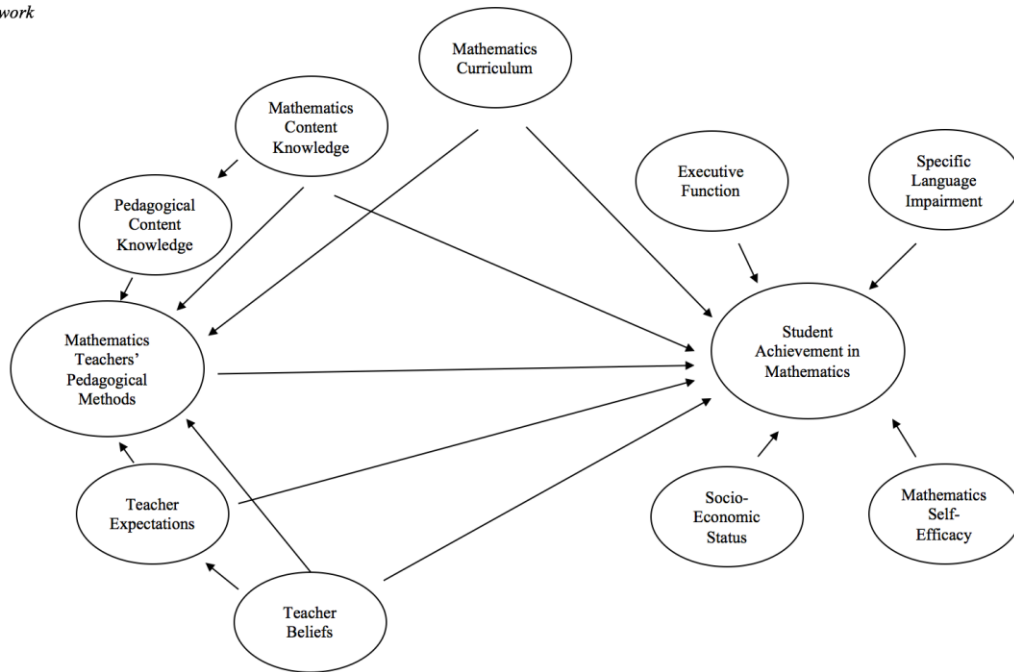 work
Mathematics
Curriculum
Mathematics
Content
Knowledge
Executive
Function
Specific
Language
Impairment
Pedagogical
Content
Knowledge
Mathematics
Teachers’
Pedagogical
Methods
Student
Achievement in
Mathematics
Teacher
Expectations
Socio-
Economic
Status
Mathematics
Self-
Efficacy
Teacher
Beliefs